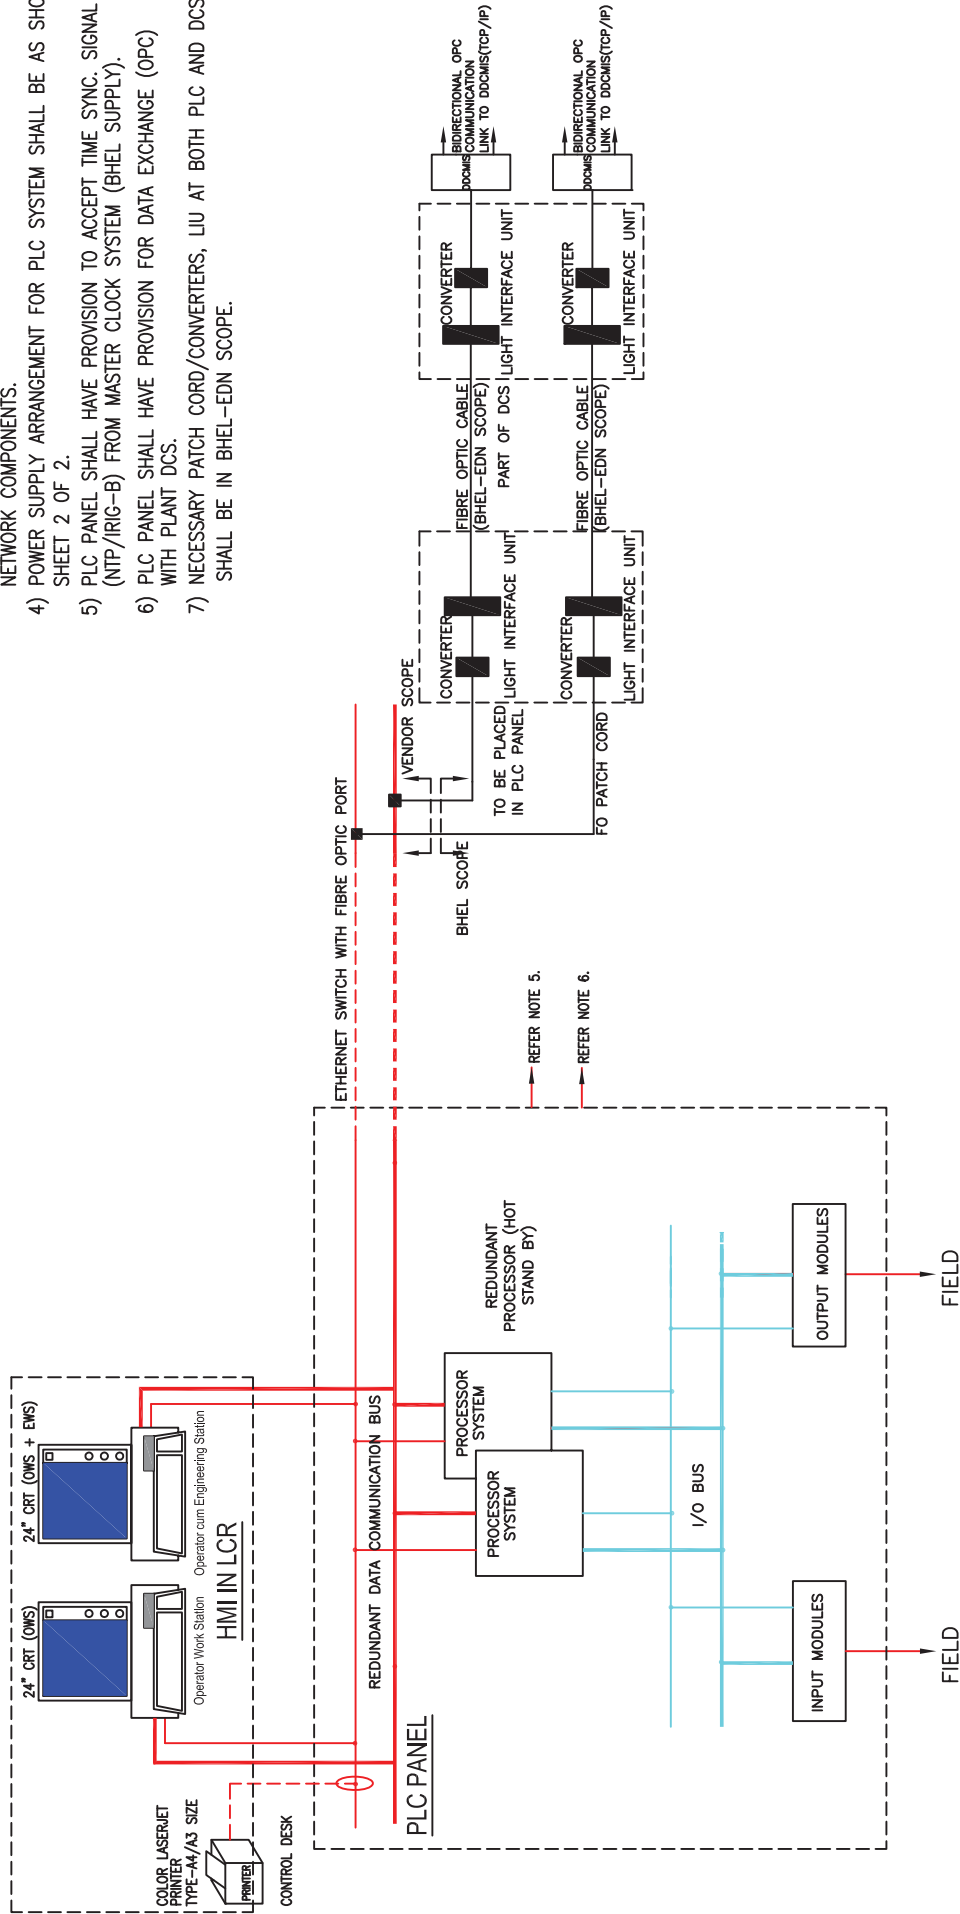 NETWORK COMPONENTS.
4) POWER SUPPLY ARRANGEMENT FOR PLC SYSTEM SHALL BE AS
SHEET 2 OF 2.
5) PLC PANEL SHALL HAVE PROVISION TO ACCEPT TIME SYNC. SIGNAL
(NTP/IRIG-B) FROM MASTER CLOCK SYSTEM (BHEL SUPPLY).
6) PLC PANEL SHALL HAVE PROVISION FOR DATA EXCHANGE (OPC)
WITH PLANT DCS.
7) NECESSARY PATCH CORD/CONVERTERS, LIU AT BOTH PLC AND DCS
SHALL BE IN BHEL-EDN SCOPE.
24" CRT (OWS)
24" CRT (OWS + EWS)
Operator Work Station
Operator cum Engineering Station
HMI IN LCR
COLOR LASERJET
PRINTER
TYPE-A4/A3 SIZE
PRINTER
CONTROL DESK
ETHERNET SWITCH WITH FIBRE OPTIC PORT
REDUNDANT DATA COMMUNICATION BUS
PLC PANEL
VENDOR SCOPE
BHEL SCOPE
CONVERTER
LIGHT INTERFACE UNIT
TO BE PLACED
IN PLC PANEL
FIBRE OPTIC CABLE
(BHEL-EDN SCOPE)
PART OF DCS
CONVERTER
LIGHT INTERFACE UNIT
DDCMIS
BIDIRECTIONAL OPC
COMMUNICATION
LINK TO DDCMIS(TCP/IP)
CONVERTER
LIGHT INTERFACE UNIT
FO PATCH CORD
FIBRE OPTIC CABLE
(BHEL-EDN SCOPE)
CONVERTER
LIGHT INTERFACE UNIT
DDCMIS
BIDIRECTIONAL OPC
COMMUNICATION
LINK TO DDCMIS(TCP/IP)
REFER NOTE 5.
REFER NOTE 6.
REDUNDANT
PROCESSOR (HOT
STAND BY)
PROCESSOR
SYSTEM
PROCESSOR
SYSTEM
I/O BUS
INPUT MODULES
OUTPUT MODULES
FIELD
FIELD